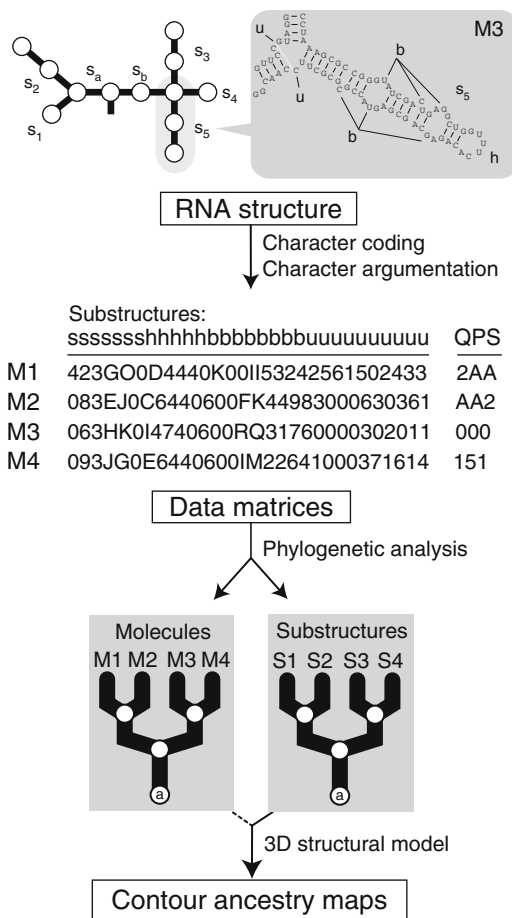 M3
s3
s2
sa
sb
s4
s1
s5
u
u
b
b
s5
h
RNA structure
Character coding
Character argumentation
Substructures:
ssssssshhhhhbbbbbbbbbuuuuuuuuuuu QPS
M1 423GO0D4440K00II53242561502433 2AA
M2 083EJ0C6440600FK44983000630361 AA2
M3 063HK0I4740600RQ31760000302011 000
M4 093JG0E6440600IM22641000371614 151
Data matrices
Phylogenetic analysis
Molecules Substructures
M1 M2 M3 M4 S1 S2 S3 S4
a a
3D structural model
Contour ancestry maps